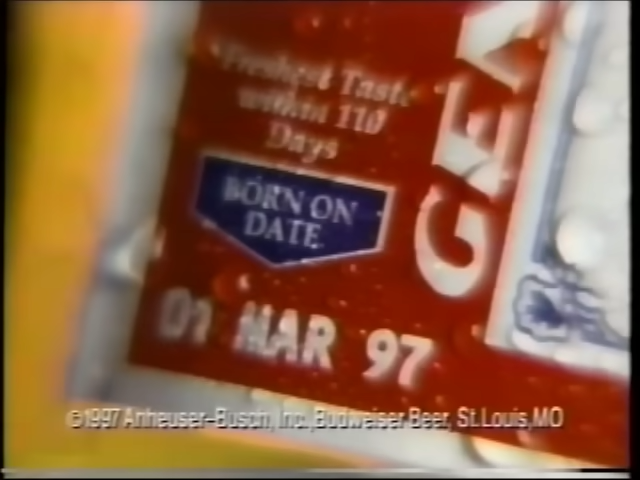 Freshest Taste
within 110
Days
BORN ON
DATE
01 MAR 97
GEN
©1997 Anheuser-Busch, Inc., Budweiser Beer, St. Louis, MO